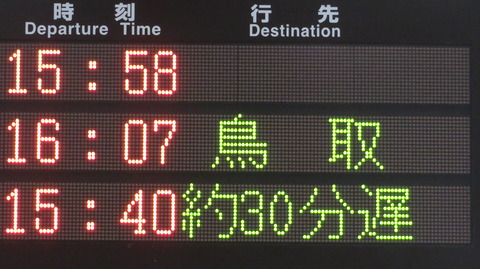 時刻 行先
Departure Time Destination
15:58
16:07 鳥取
15:40 約30分遅